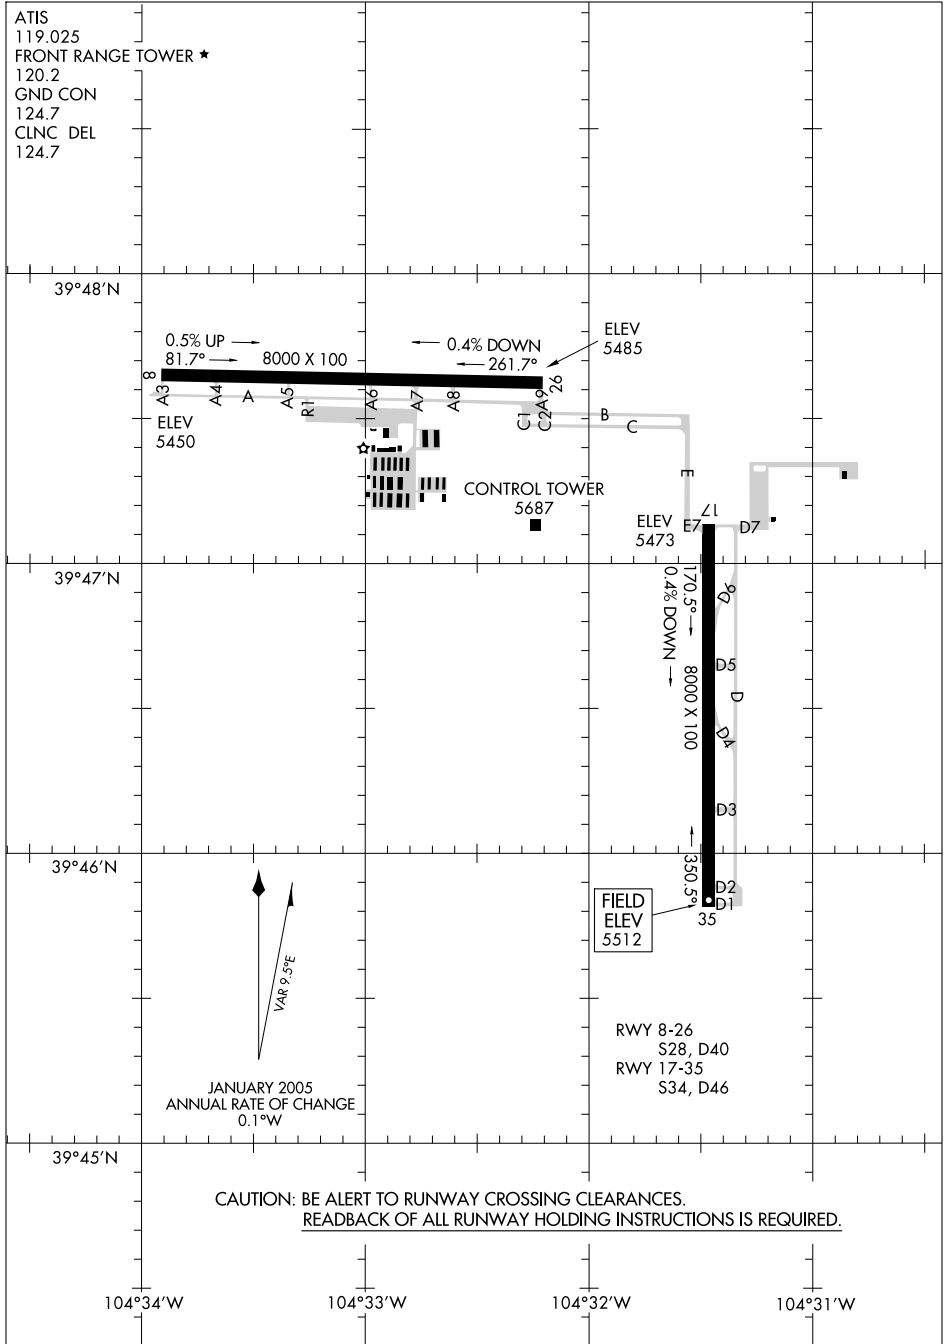 ATIS
119.025
FRONT RANGE TOWER ★
120.2
GND CON
124.7
CLNC DEL
124.7
39°48'N
0.5% UP
81.7°
8000 X 100
0.4% DOWN
261.7°
ELEV
5485
8
26
A3
A4
A
A5
R1
A6
A7
A8
A9
C1
C2
B
C
E
ELEV
5450
CONTROL TOWER
5687
ELEV
5473
E7
17
D7
39°47'N
170.5°
0.4% DOWN
D6
D5
D
8000 X 100
D4
D3
39°46'N
350.5°
D2
D1
35
FIELD
ELEV
5512
VAR 9.5°E
JANUARY 2005
ANNUAL RATE OF CHANGE
0.1°W
RWY 8-26
S28, D40
RWY 17-35
S34, D46
39°45'N
CAUTION: BE ALERT TO RUNWAY CROSSING CLEARANCES.
READBACK OF ALL RUNWAY HOLDING INSTRUCTIONS IS REQUIRED.
104°34'W
104°33'W
104°32'W
104°31'W